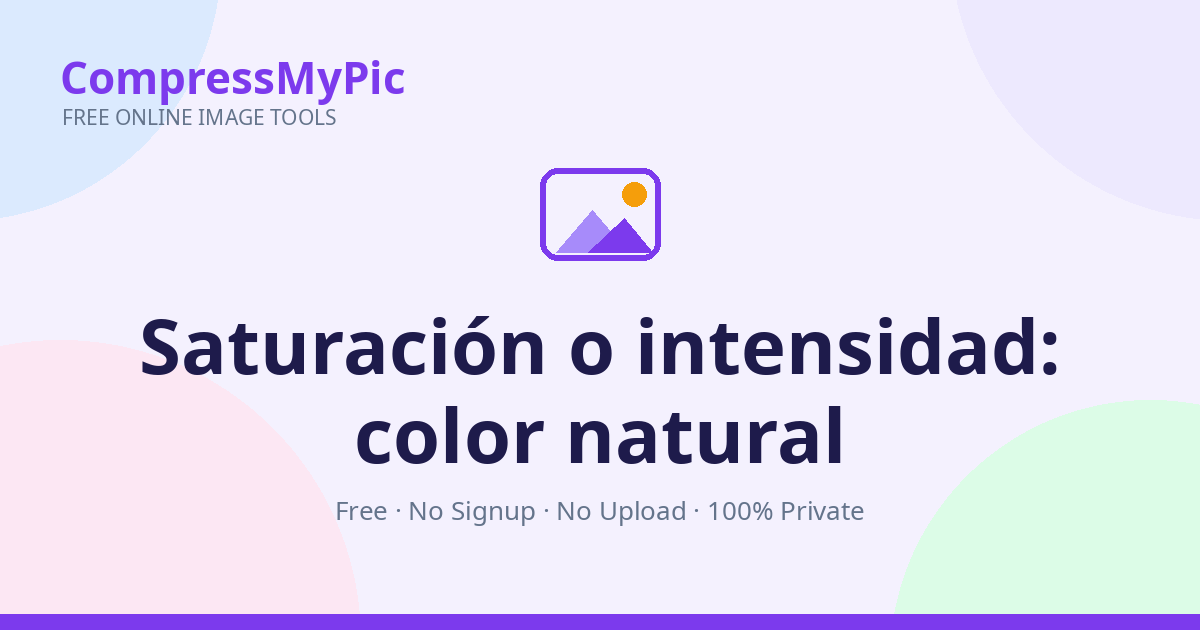 CompressMyPic
FREE ONLINE IMAGE TOOLS
Saturación o intensidad:
color natural
Free · No Signup · No Upload · 100% Private